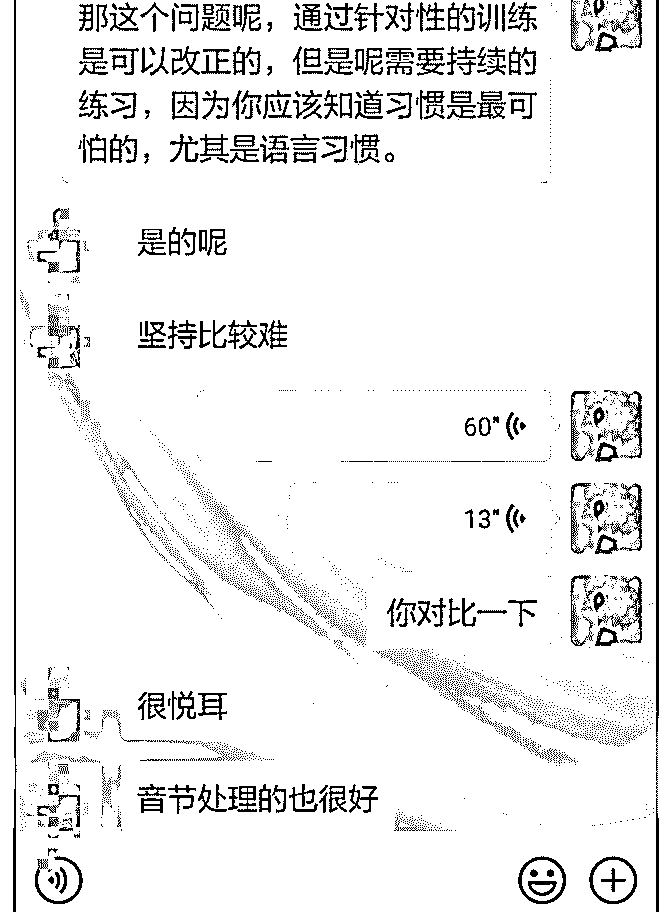 那这个问题呢，通过针对性的训练
是可以改正的，但是呢需要持续的
练习，因为你应该知道习惯是最可
怕的，尤其是语言习惯。
是的呢
坚持比较难
60"
13"
你对比一下
很悦耳
音节处理的也很好